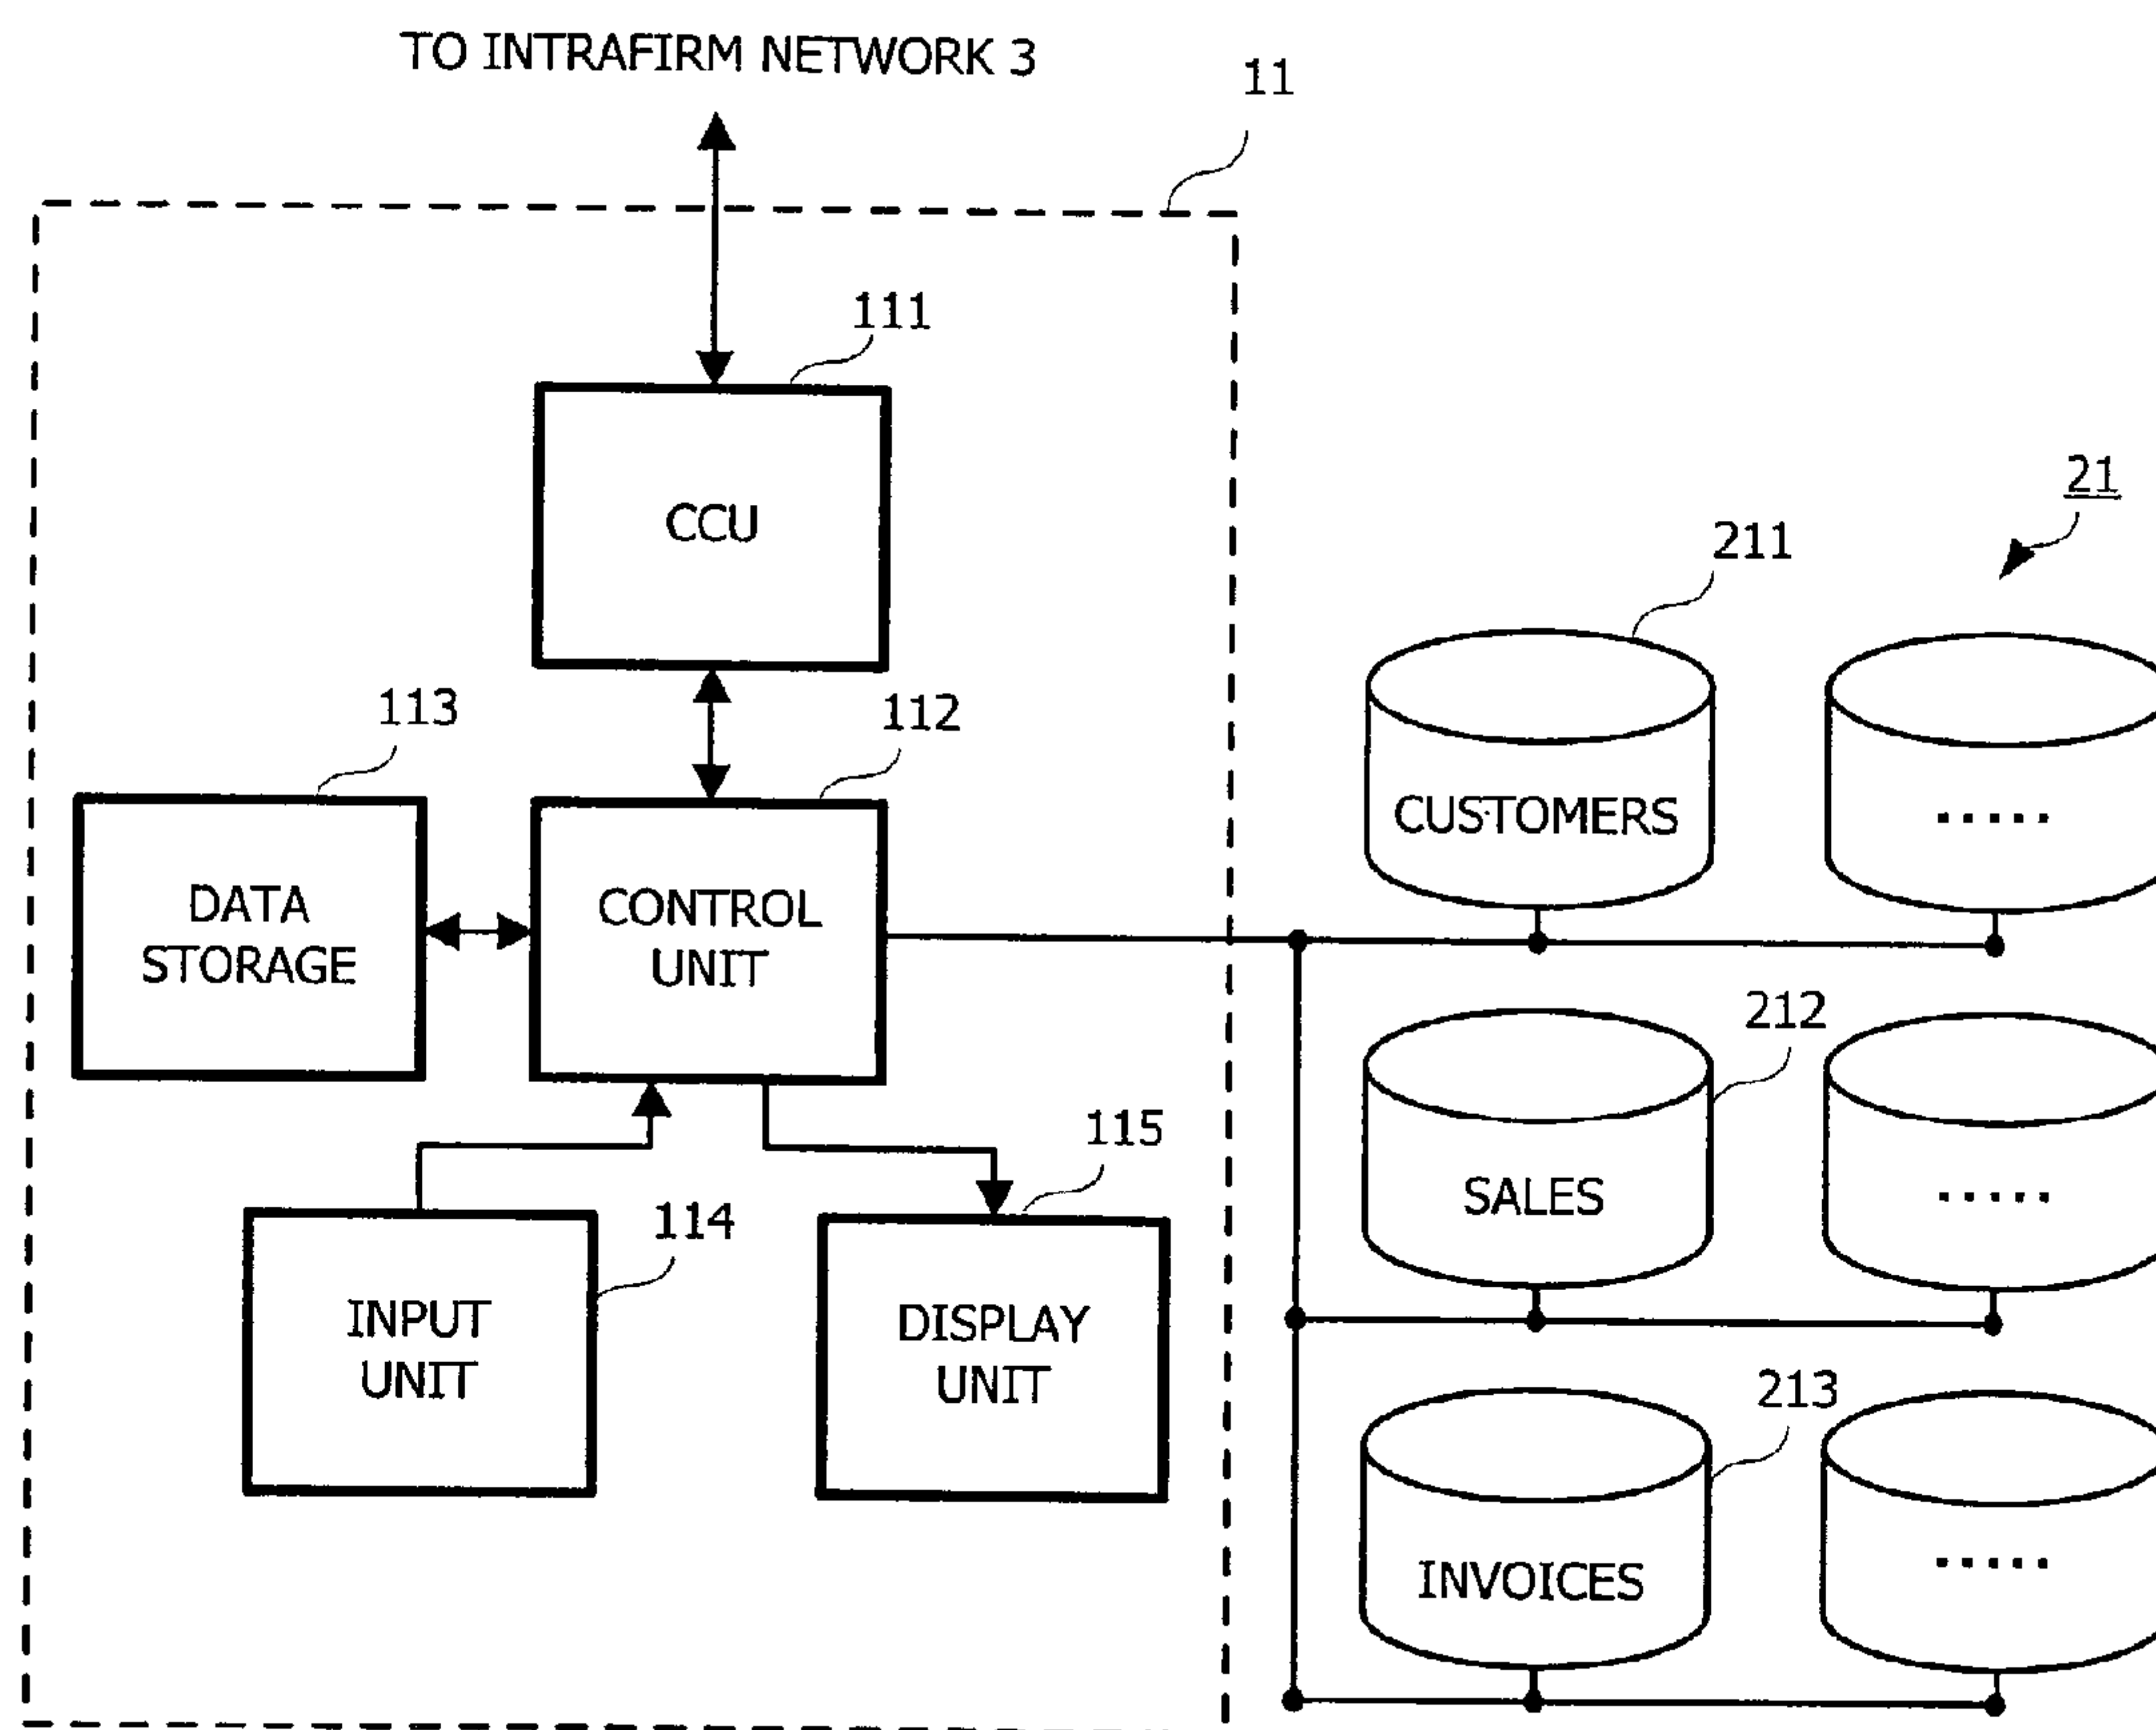 TO INTRAFIRM NETWORK 3
11
111
CCU
21
211
113
112
CUSTOMERS
.....
DATA
STORAGE
CONTROL
UNIT
212
115
SALES
.....
114
INPUT
UNIT
DISPLAY
UNIT
213
INVOICES
.....